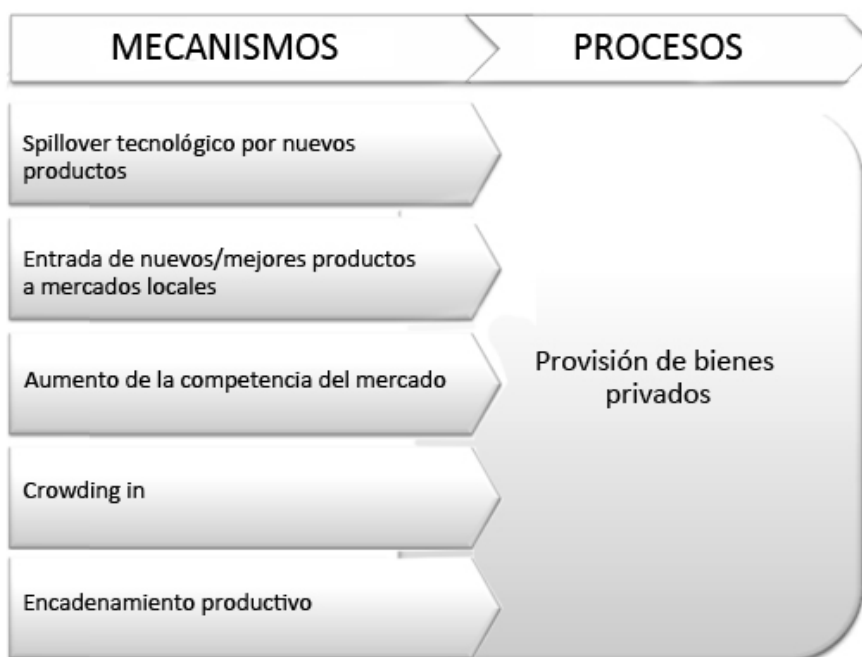 MECANISMOS
PROCESOS
Spillover tecnológico por nuevos
productos
Entrada de nuevos/mejores productos
a mercados locales
Aumento de la competencia del mercado
Crowding in
Encadenamiento productivo
Provisión de bienes
privados